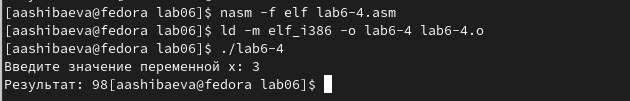 [aashibaeva@fedora lab06]$ nasm -f elf lab6-4.asm
[aashibaeva@fedora lab06]$ ld -m elf_i386 -o lab6-4 lab6-4.o
[aashibaeva@fedora lab06]$ ./lab6-4
Введите значение переменной x: 3
Результат: 98[aashibaeva@fedora lab06]$